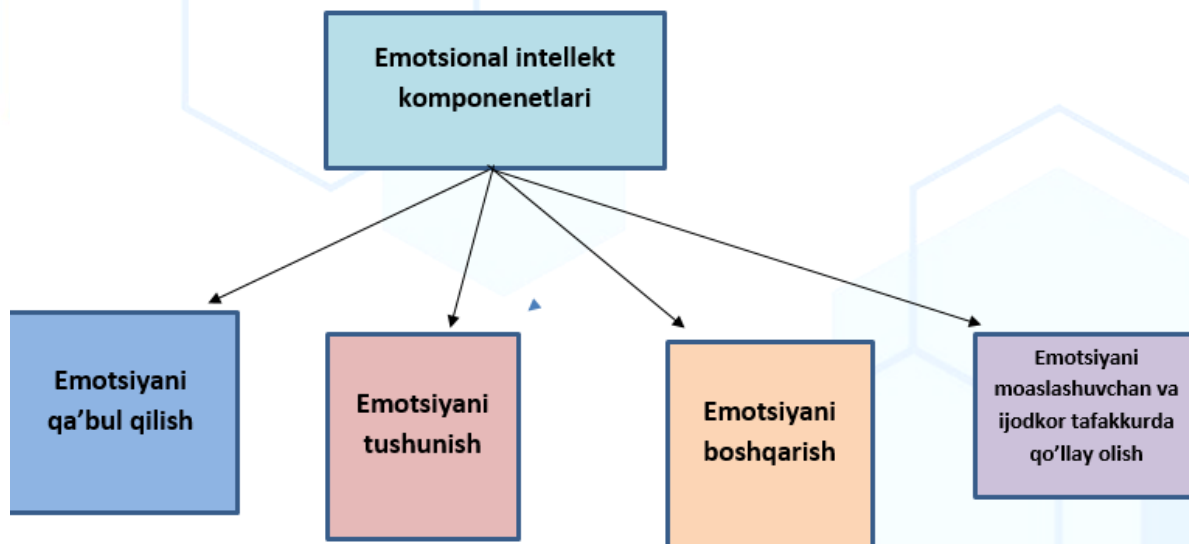 Emotsional intellekt
komponenetlari
Emotsiyani
qa’bul qilish
Emotsiyani
tushunish
Emotsiyani
boshqarish
Emotsiyani
moaslashuvchan va
ijodkor tafakkurda
qo’llay olish